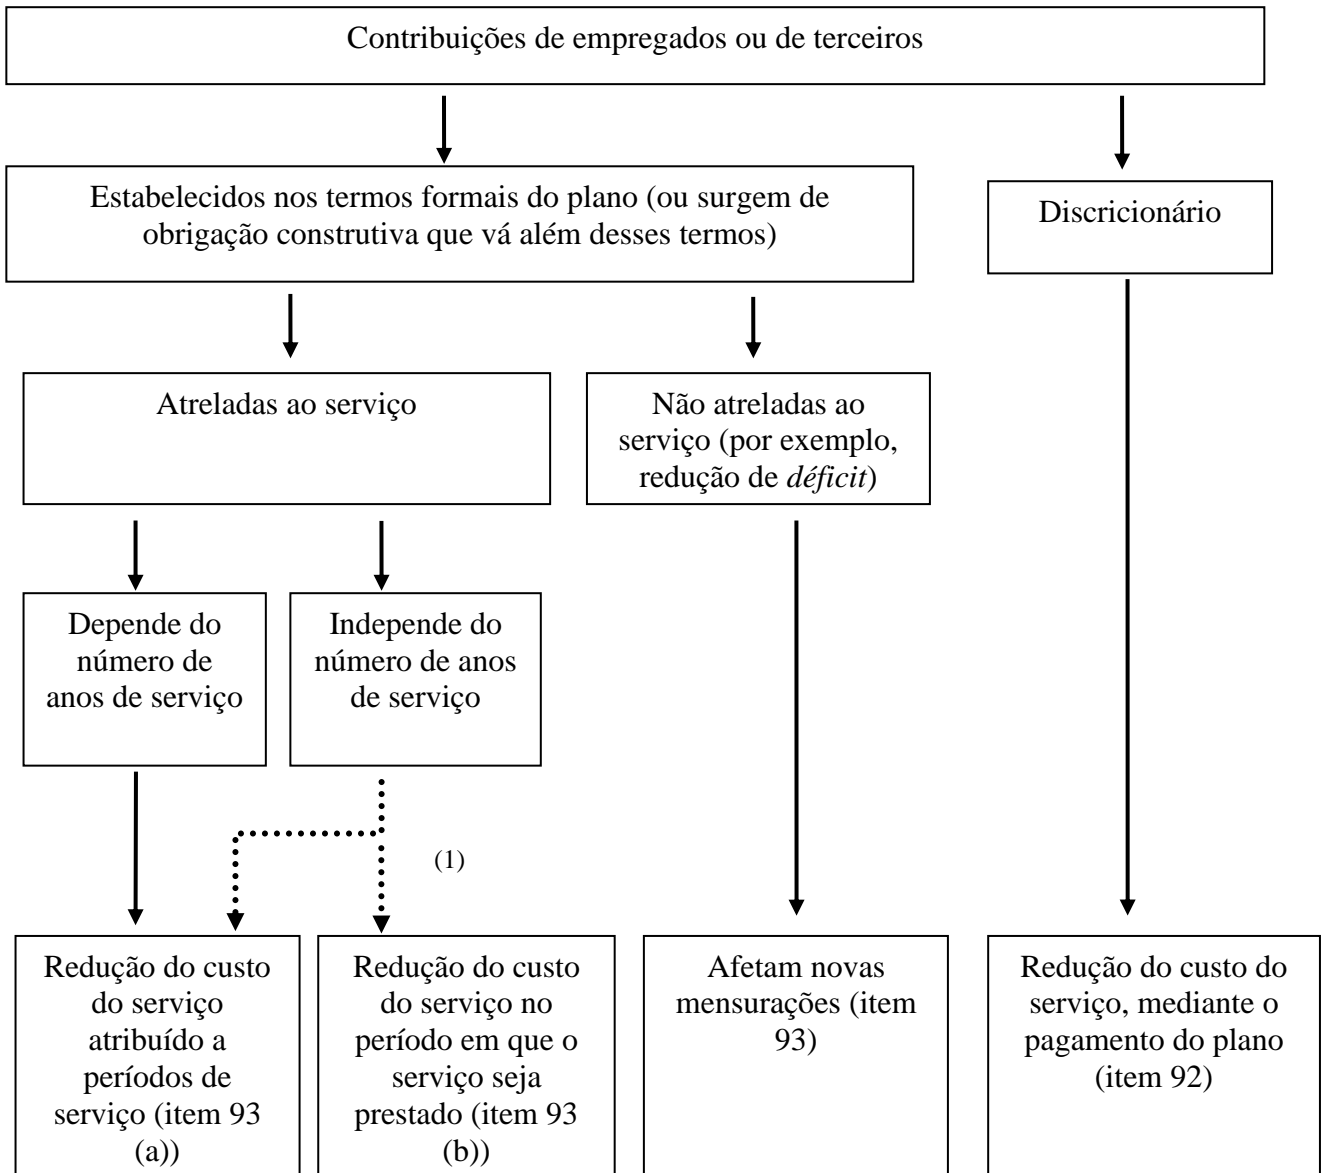 Contribuições de empregados ou de terceiros
Estabelecidos nos termos formais do plano (ou surgem de
obrigação construtiva que vá além desses termos)
Discricionário
Atreladas ao serviço
Não atreladas ao
serviço (por exemplo,
redução de déficit)
Depende do
número de
anos de serviço
Independe do
número de anos
de serviço
(1)
Redução do custo
do serviço
atribuído a
períodos de
serviço (item 93
(a))
Redução do custo
do serviço no
período em que o
serviço seja
prestado (item 93
(b))
Afetam novas
mensurações (item
93)
Redução do custo do
serviço, mediante o
pagamento do plano
(item 92)